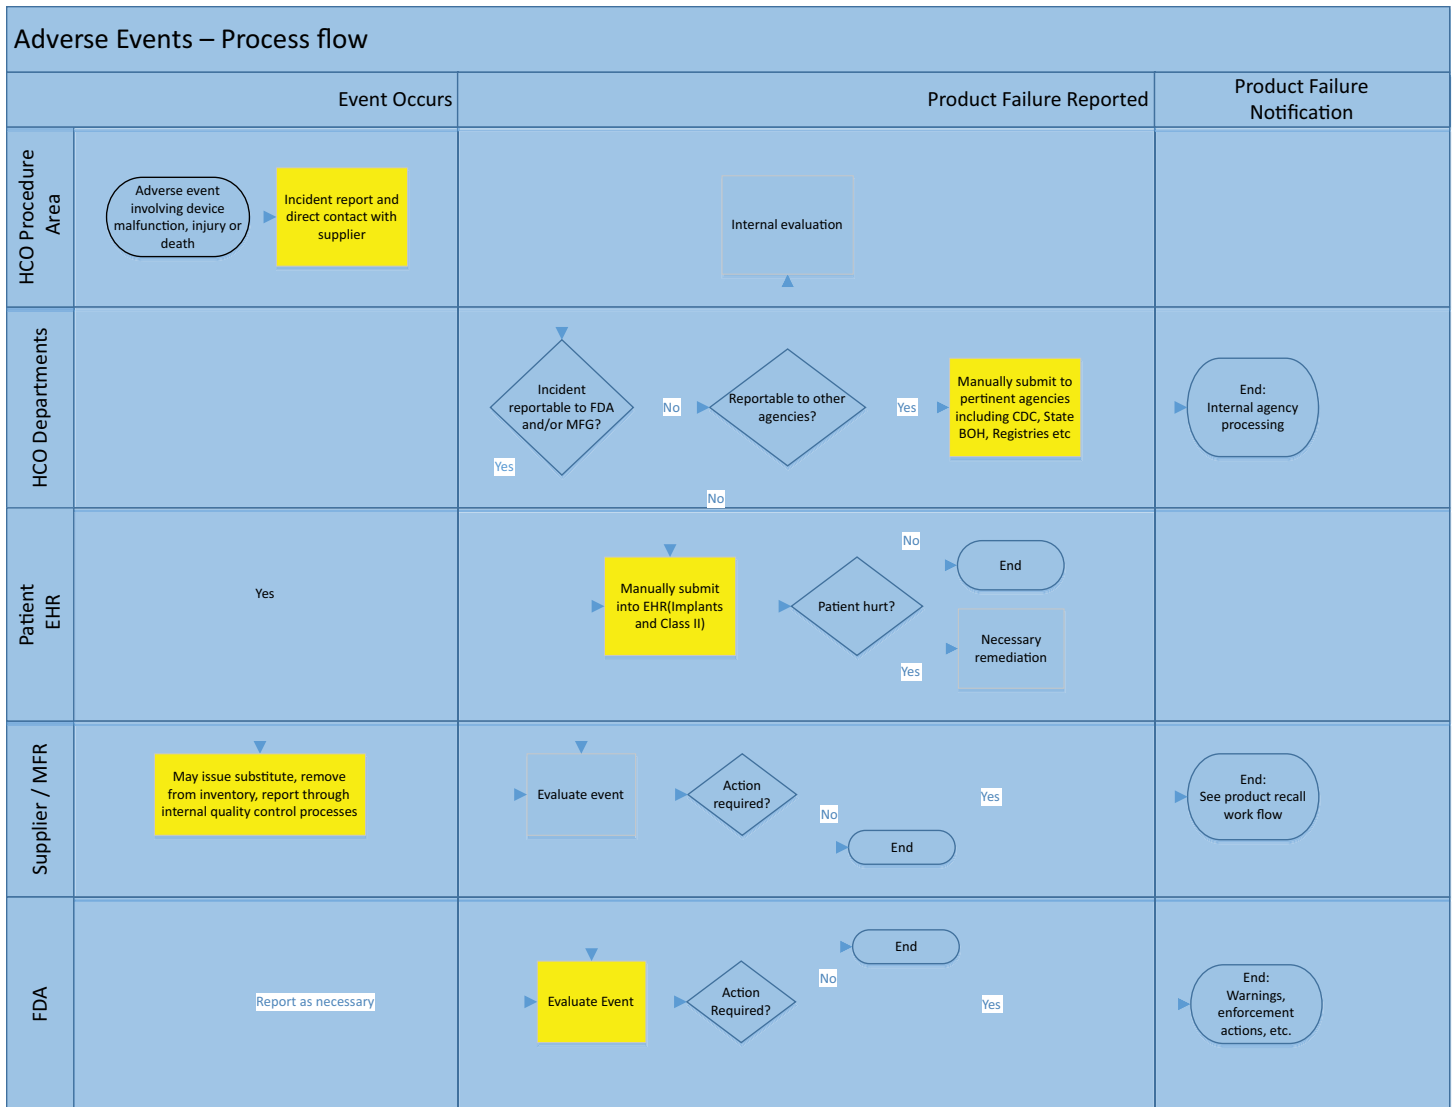 Adverse Events – Process flow
Event Occurs
Product Failure Reported
Product Failure
Notification
HCO Procedure
Area
Adverse event
involving device
malfunction, injury or
death
Incident report and
direct contact with
supplier
Internal evaluation
HCO Departments
Incident
reportable to FDA
and/or MFG?
No
Yes
Reportable to other
agencies?
Yes
No
Manually submit to
pertinent agencies
including CDC, State
BOH, Registries etc
End:
Internal agency
processing
Patient
EHR
Yes
Manually submit
into EHR(Implants
and Class II)
Patient hurt?
No
End
Yes
Necessary
remediation
Supplier / MFR
May issue substitute, remove
from inventory, report through
internal quality control processes
Evaluate event
Action
required?
No
End
Yes
End:
See product recall
work flow
FDA
Report as necessary
Evaluate Event
Action
Required?
No
End
Yes
End:
Warnings,
enforcement
actions, etc.